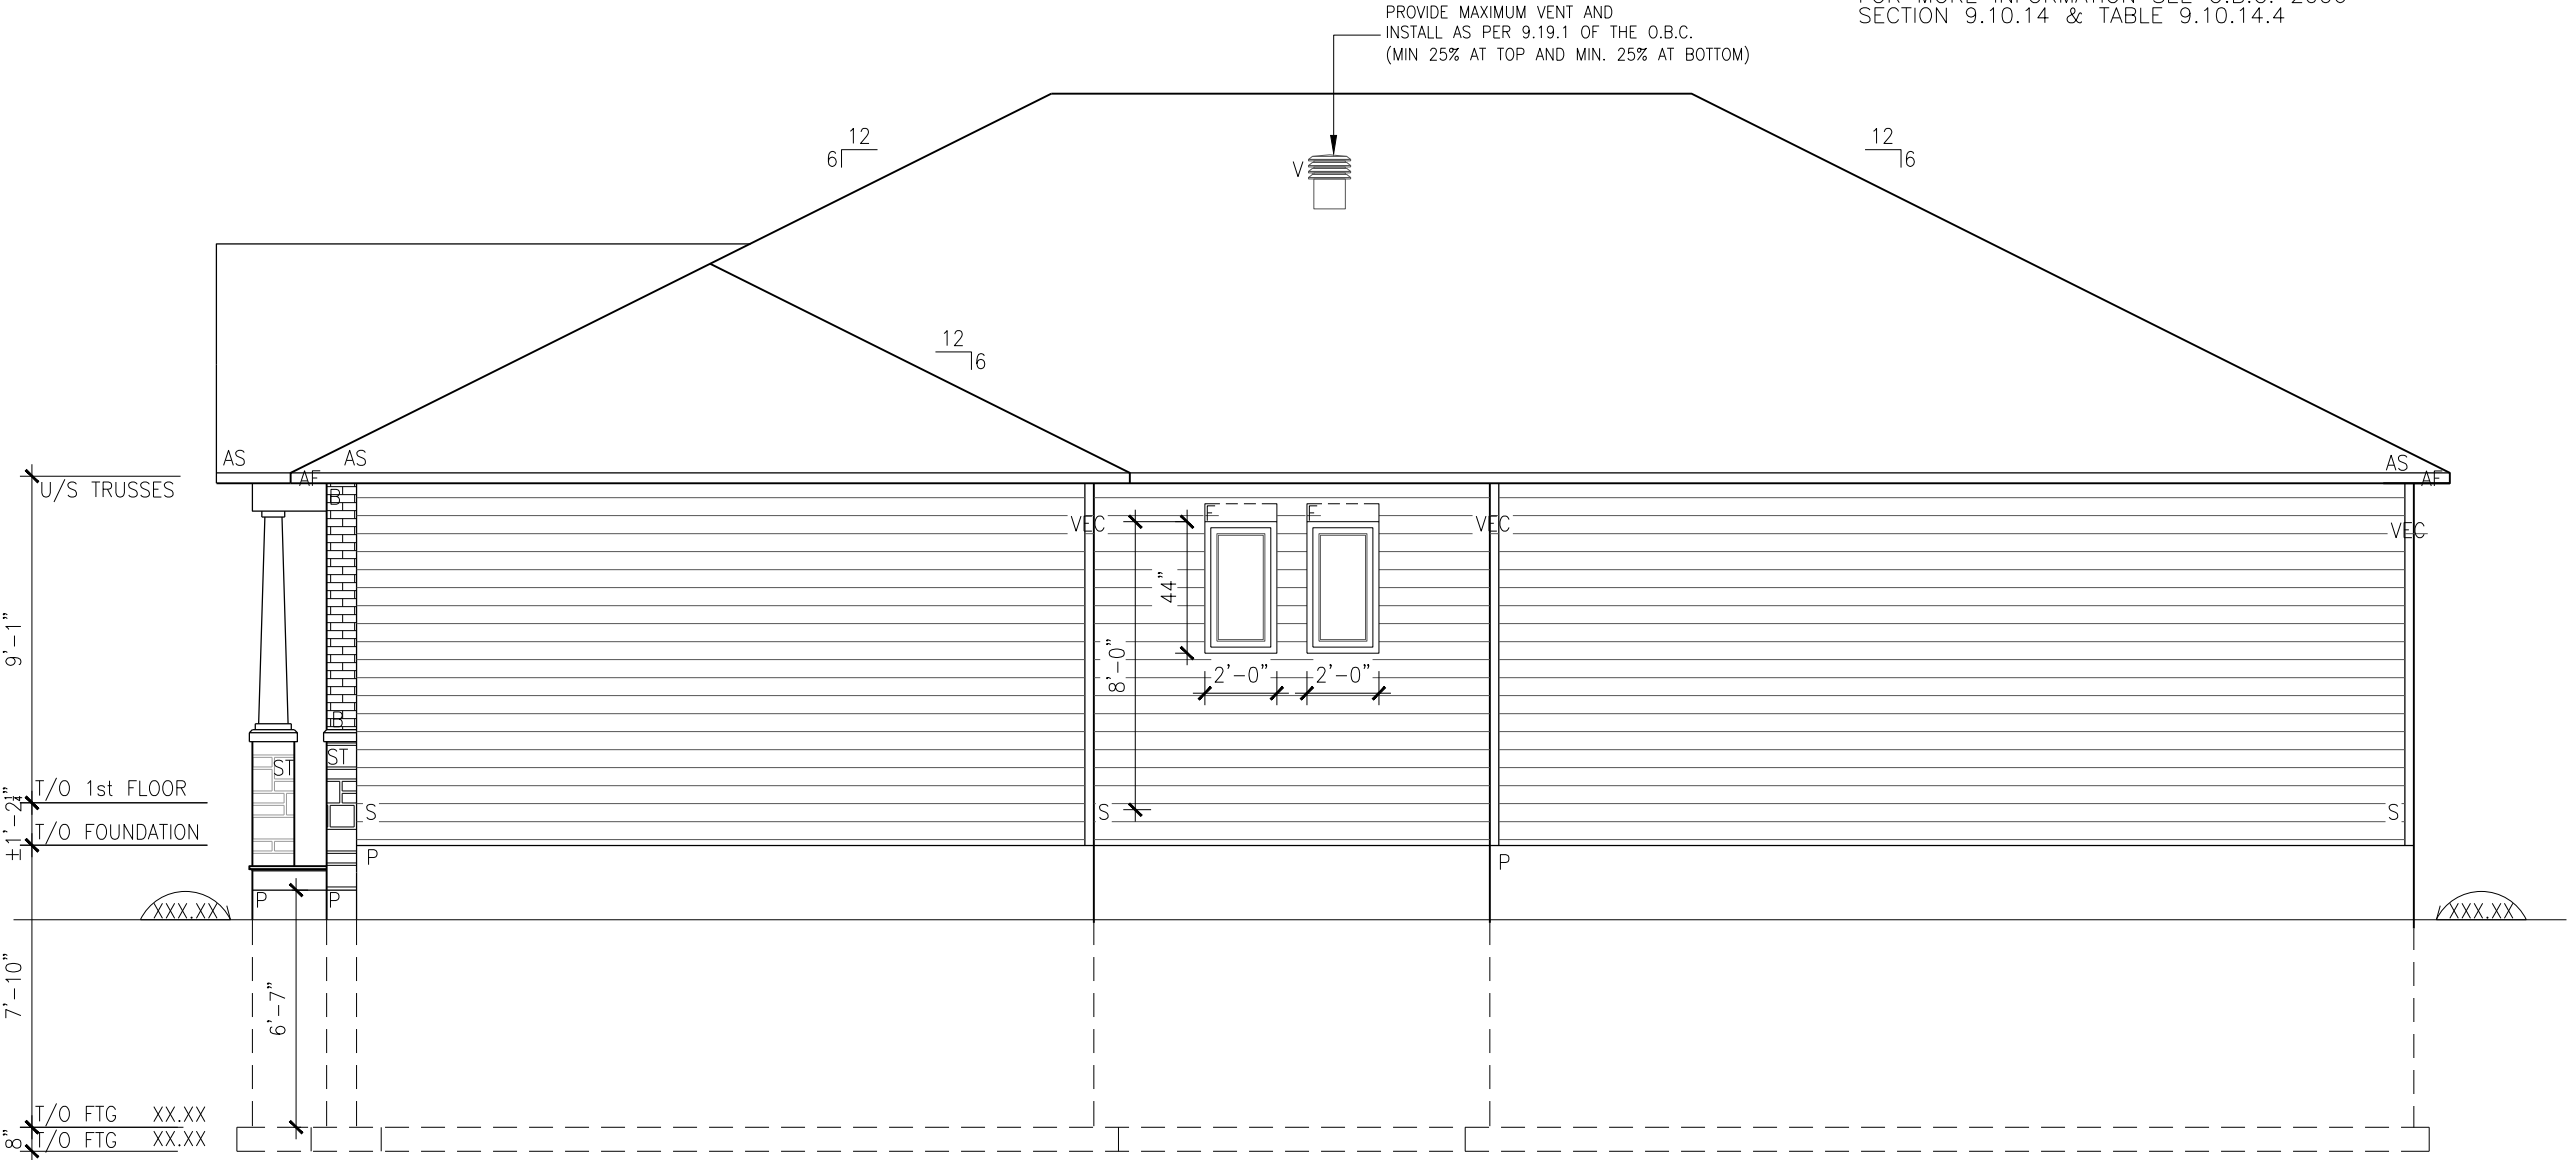 PROVIDE MAXIMUM VENT AND
INSTALL AS PER 9.19.1 OF THE O.B.C.
(MIN 25% AT TOP AND MIN. 25% AT BOTTOM)
SECTION 9.10.14 & TABLE 9.10.14.4
12
6
12
6
V
12
6
AS
AS
AF
AS
AF
U/S TRUSSES
B
F
F
VEC
VEC
VEC
44"
9'-1"
8'-0"
2'-0"
2'-0"
B
ST
ST
T/O 1st FLOOR
±1'-2¼"
S
S
S
T/O FOUNDATION
P
P
P
P
XXX.XX
XXX.XX
7'-10"
6'-7"
T/O FTG XX.XX
8"
T/O FTG XX.XX